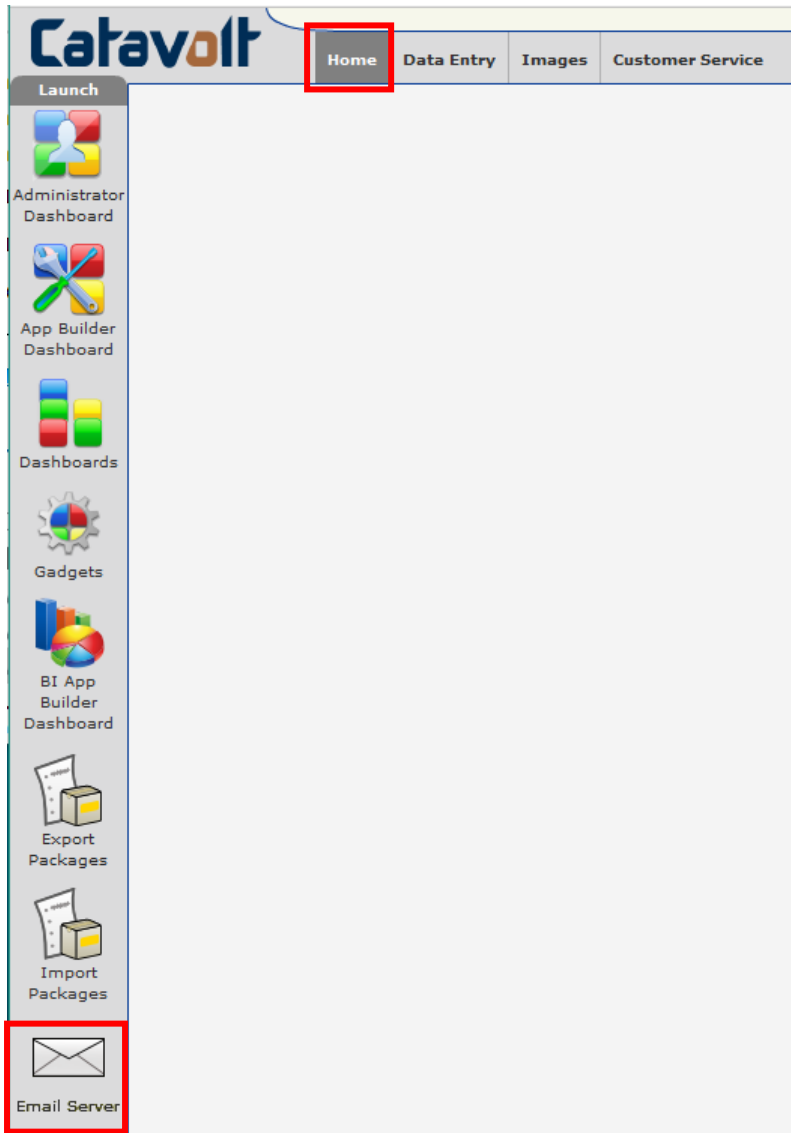 Catavolt
Home Data Entry Images Customer Service
Launch
Administrator
Dashboard
App Builder
Dashboard
Dashboards
Gadgets
BI App
Builder
Dashboard
Export
Packages
Import
Packages
Email Server